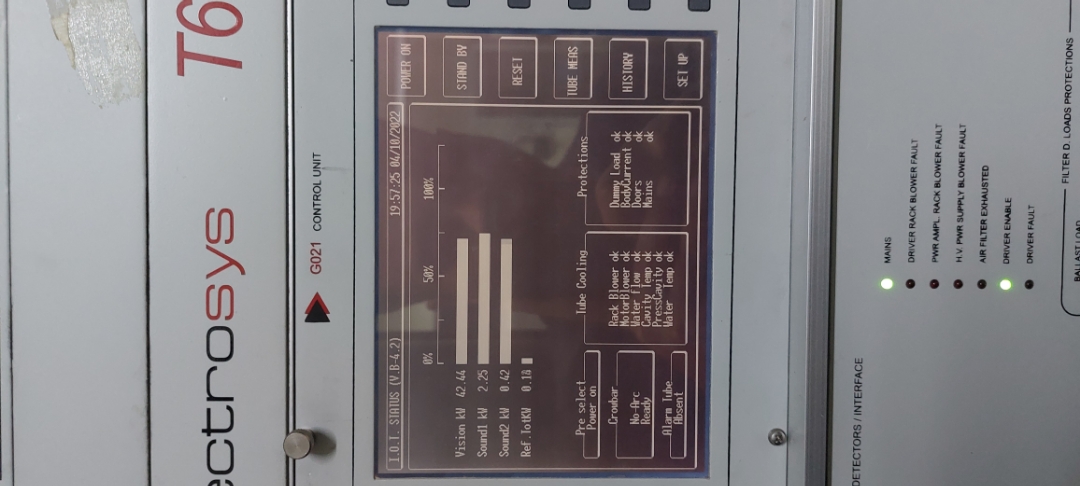 ectrosys T6
G021 CONTROL UNIT
I.O.T. STATUS (V.B-4.2) 19:57:25 04/10/2022
0% 50% 100%
Vision kW 42.44
Sound1 kW 2.25
Sound2 kW 0.42
Ref.TotKW 0.18
Pre select
Power on
Crowbar
No-Arc
Ready
Alarm Tube
Absent
Tube Cooling
Rack Blower ok
MotorBlower ok
Water flow ok
Cavity Temp ok
PressCavity ok
Water Temp ok
Protections
Dummy Load ok
BodyCurrent ok
Doors ok
Mains ok
POWER ON
STAND BY
RESET
TUBE MEAS
HISTORY
SET UP
DETECTORS / INTERFACE
MAINS
DRIVER RACK BLOWER FAULT
PWR AMPL. RACK BLOWER FAULT
H.V. PWR SUPPLY BLOWER FAULT
AIR FILTER EXHAUSTED
DRIVER ENABLE
DRIVER FAULT
FILTER D. LOADS PROTECTIONS
BALLAST LOAD